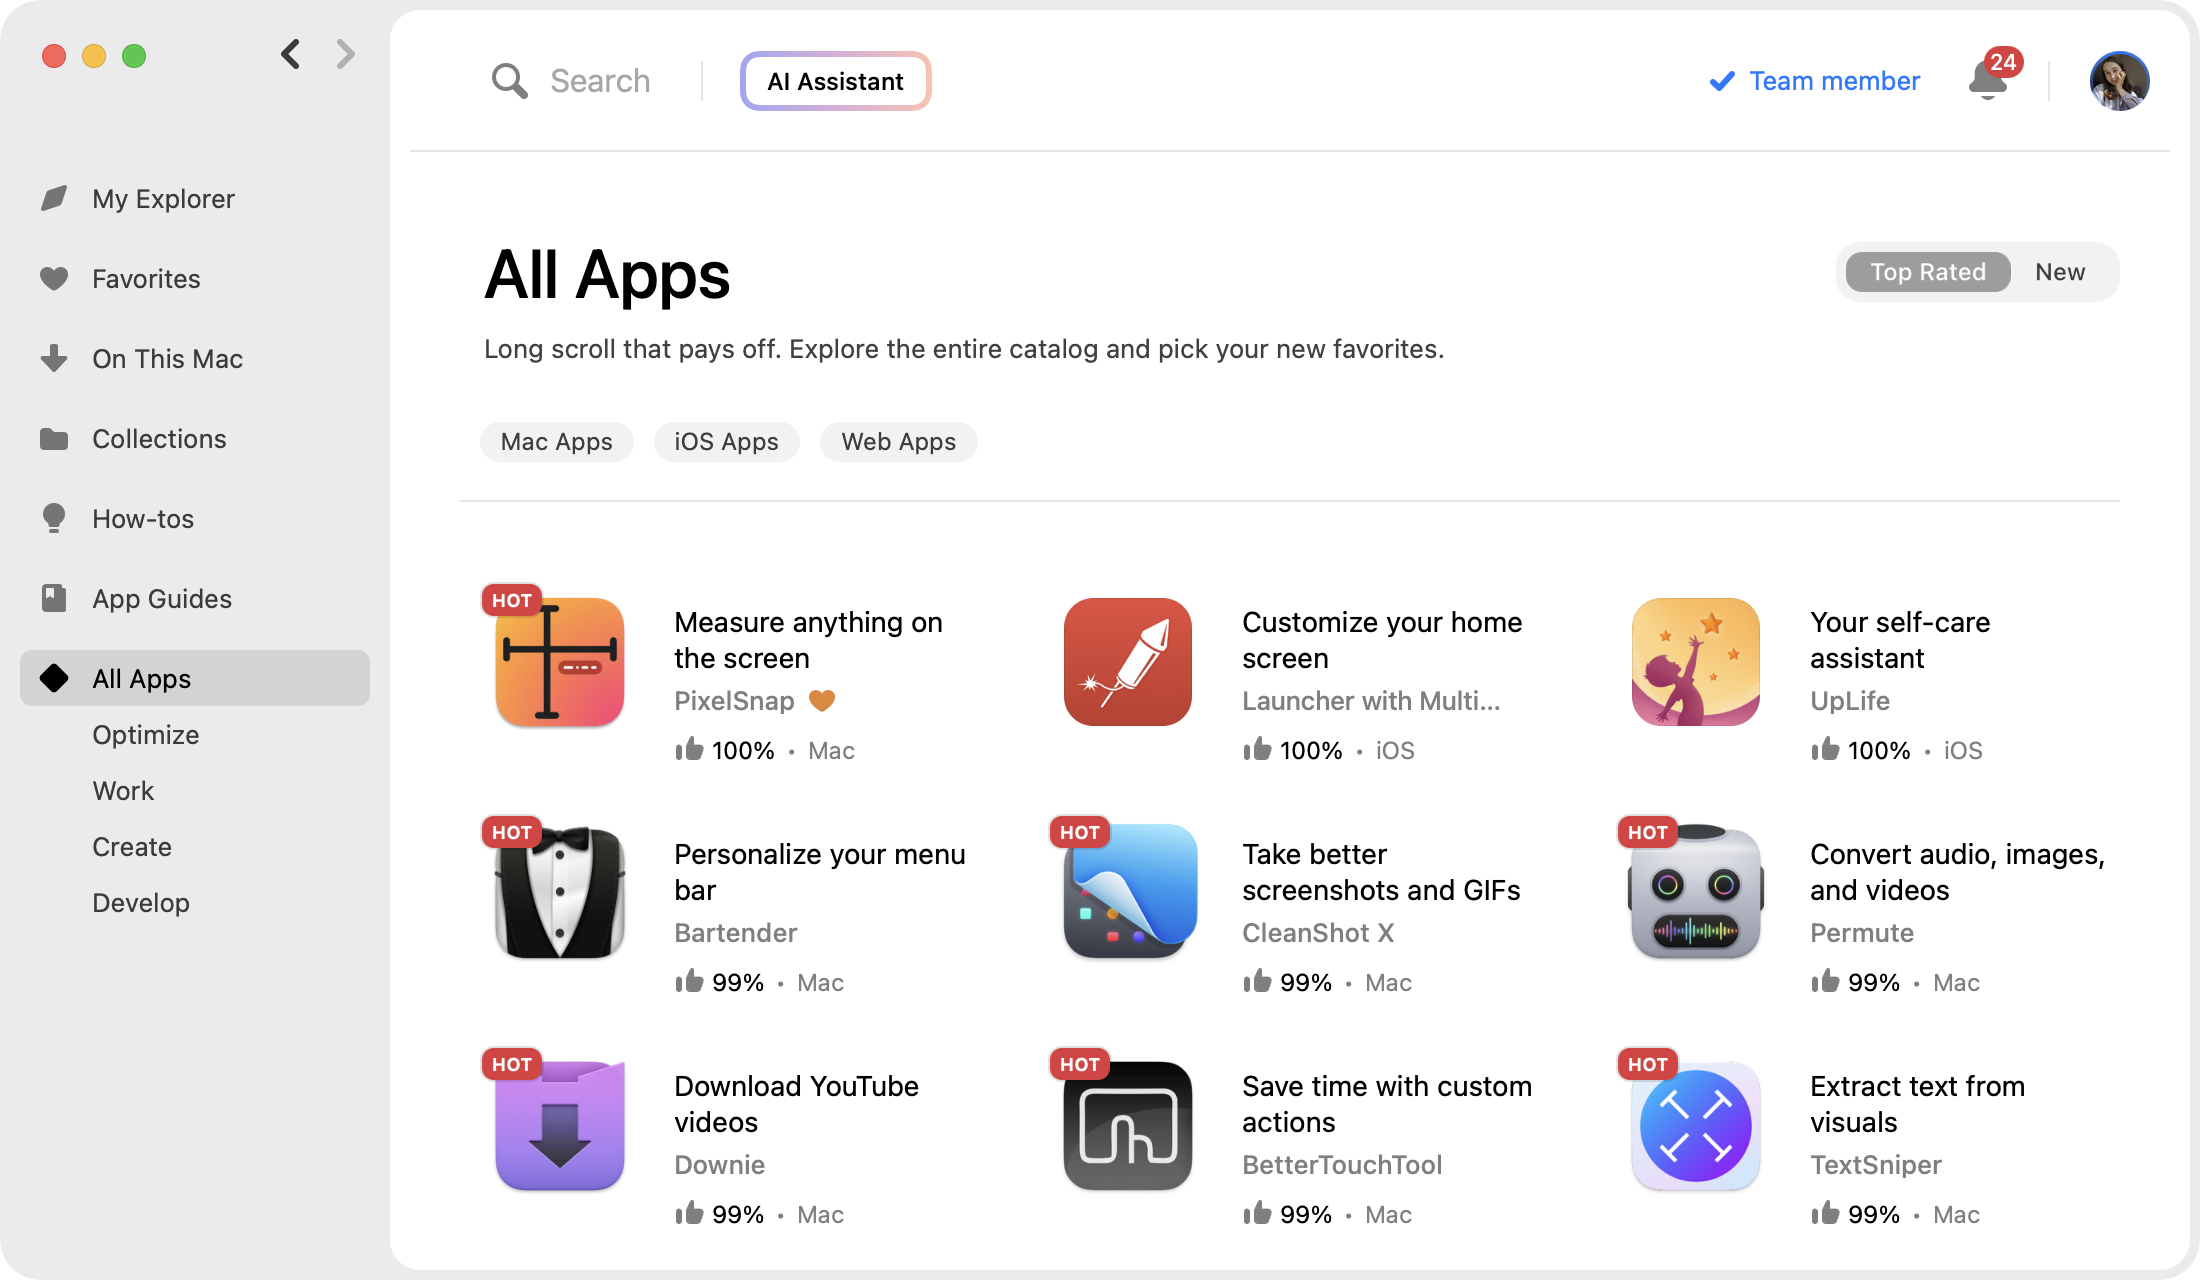 Search
AI Assistant
Team member
24
My Explorer
Favorites
On This Mac
Collections
How-tos
App Guides
All Apps
Optimize
Work
Create
Develop
All Apps
Top Rated
New
Long scroll that pays off. Explore the entire catalog and pick your new favorites.
Mac Apps
iOS Apps
Web Apps
HOT
Measure anything on
the screen
PixelSnap
100% • Mac
Customize your home
screen
Launcher with Multi...
100% • iOS
Your self-care
assistant
UpLife
100% • iOS
HOT
Personalize your menu
bar
Bartender
99% • Mac
HOT
Take better
screenshots and GIFs
CleanShot X
99% • Mac
HOT
Convert audio, images,
and videos
Permute
99% • Mac
HOT
Download YouTube
videos
Downie
99% • Mac
HOT
Save time with custom
actions
BetterTouchTool
99% • Mac
HOT
Extract text from
visuals
TextSniper
99% • Mac